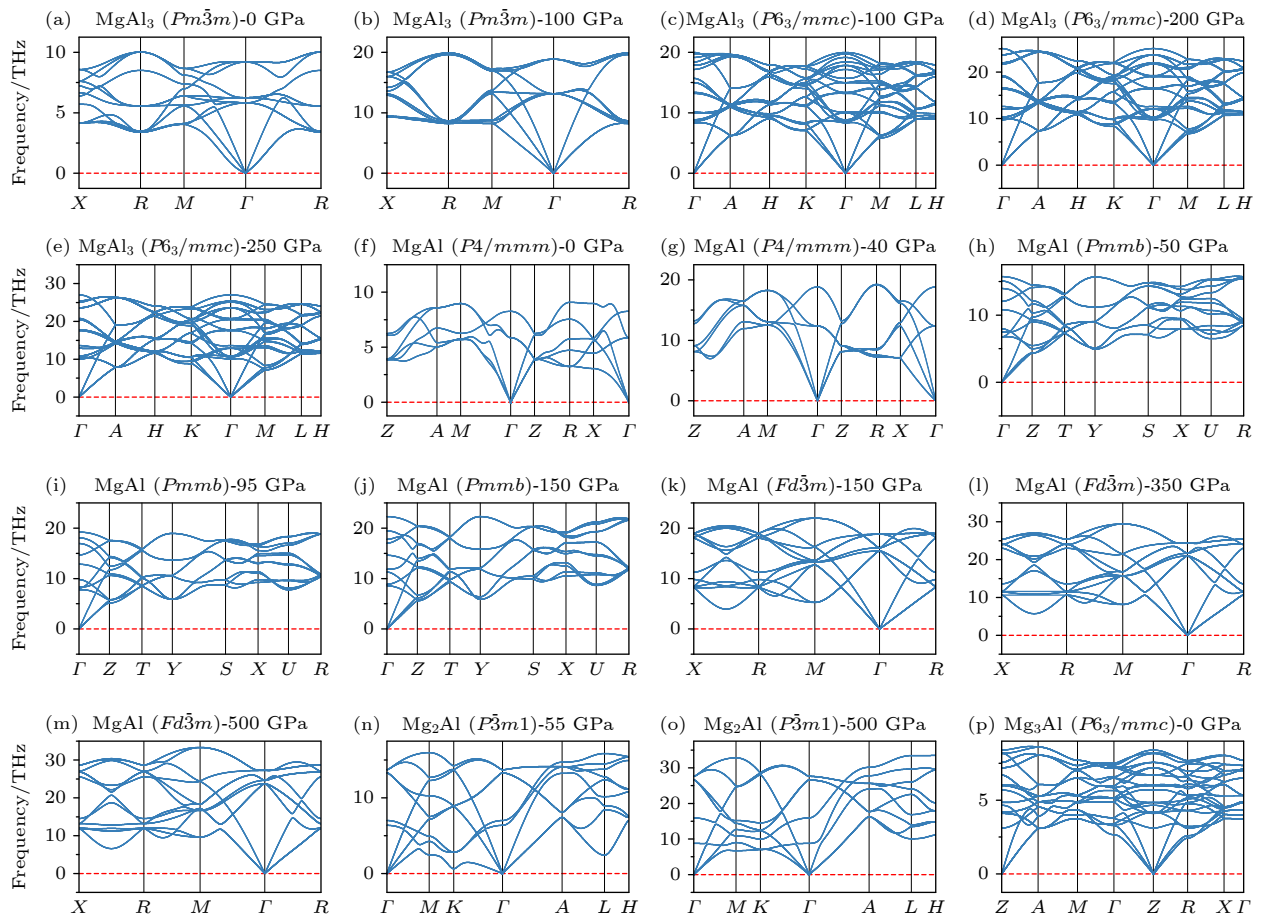 (a) MgAl₃ (Pm3̄m)-0 GPa
(b) MgAl₃ (Pm3̄m)-100 GPa
(c) MgAl₃ (P6₃/mmc)-100 GPa
(d) MgAl₃ (P6₃/mmc)-200 GPa
Frequency/THz
10
5
0
X R M Γ R
20
10
0
X R M Γ R
20
15
10
5
0
Γ A H K Γ M L H
20
10
0
Γ A H K Γ M L H
(e) MgAl₃ (P6₃/mmc)-250 GPa
(f) MgAl (P4/mmm)-0 GPa
(g) MgAl (P4/mmm)-40 GPa
(h) MgAl (Pmmb)-50 GPa
Frequency/THz
30
20
10
0
Γ A H K Γ M L H
10
5
0
Z A M Γ Z R X Γ
20
10
0
Z A M Γ Z R X Γ
15
10
0
Γ Z T Y S X U R
(i) MgAl (Pmmb)-95 GPa
(j) MgAl (Pmmb)-150 GPa
(k) MgAl (Fd3̄m)-150 GPa
(l) MgAl (Fd3̄m)-350 GPa
Frequency/THz
20
10
0
Γ Z T Y S X U R
20
10
0
Γ Z T Y S X U R
20
10
0
X R M Γ R
30
20
10
0
X R M Γ R
(m) MgAl (Fd3̄m)-500 GPa
(n) Mg₂Al (P3̄m1)-55 GPa
(o) Mg₂Al (P3̄m1)-500 GPa
(p) Mg₃Al (P6₃/mmc)-0 GPa
Frequency/THz
30
20
10
0
X R M Γ R
10
0
Γ M K Γ A L H
30
20
10
0
Γ M K Γ A L H
5
0
Z A M Γ Z R X Γ